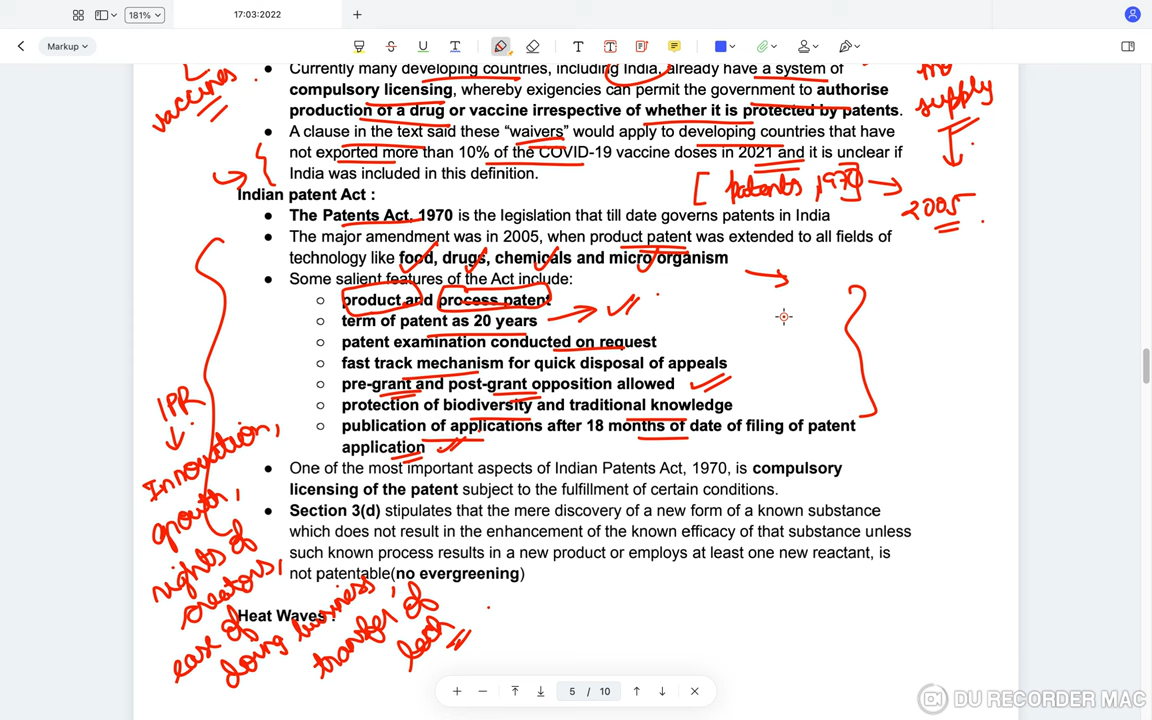 181%
17:03:2022
Markup
Currently many developing countries, including India, already have a system of
compulsory licensing, whereby exigencies can permit the government to authorise
production of a drug or vaccine irrespective of whether it is protected by patents.
A clause in the text said these “waivers” would apply to developing countries that have
not exported more than 10% of the COVID-19 vaccine doses in 2021 and it is unclear if
India was included in this definition.
vaccines
supply
[ patents 1970]
2005
Indian patent Act :
The Patents Act, 1970 is the legislation that till date governs patents in India
The major amendment was in 2005, when product patent was extended to all fields of
technology like food, drugs, chemicals and micro organism
Some salient features of the Act include:
product and process patent
term of patent as 20 years
patent examination conducted on request
fast track mechanism for quick disposal of appeals
pre-grant and post-grant opposition allowed
protection of biodiversity and traditional knowledge
publication of applications after 18 months of date of filing of patent
application
One of the most important aspects of Indian Patents Act, 1970, is compulsory
licensing of the patent subject to the fulfillment of certain conditions.
Section 3(d) stipulates that the mere discovery of a new form of a known substance
which does not result in the enhancement of the known efficacy of that substance unless
such known process results in a new product or employs at least one new reactant, is
not patentable(no evergreening)
IPR
Innovation,
growth,
rights of
creators,
ease of
doing business,
transfer of
tech
Heat Waves :
5 / 10
DU RECORDER MAC